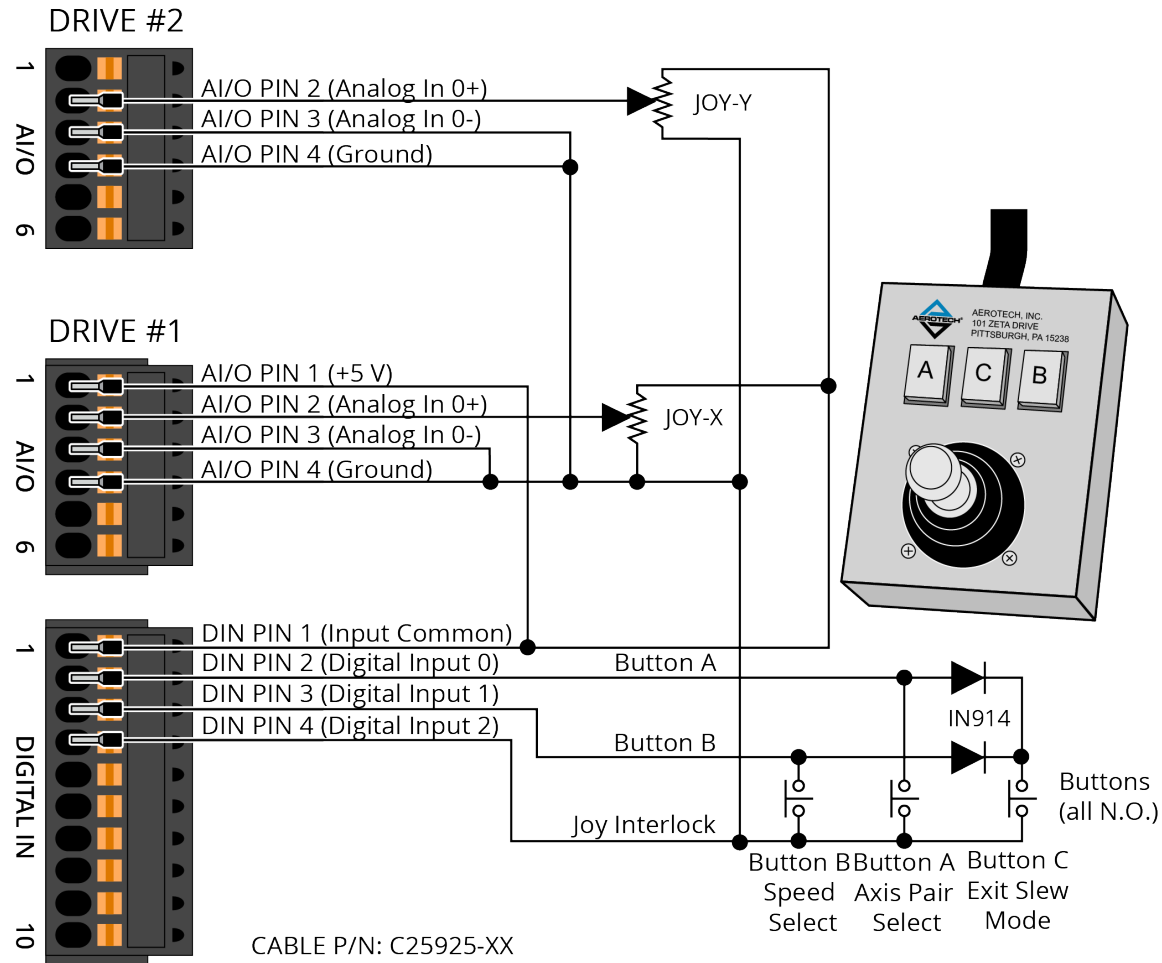 DRIVE #2
1
AI/O
6
AI/O PIN 2 (Analog In 0+)
AI/O PIN 3 (Analog In 0-)
AI/O PIN 4 (Ground)
JOY-Y
DRIVE #1
1
AI/O
6
AI/O PIN 1 (+5 V)
AI/O PIN 2 (Analog In 0+)
AI/O PIN 3 (Analog In 0-)
AI/O PIN 4 (Ground)
JOY-X
AEROTECH
AEROTECH, INC.
101 ZETA DRIVE
PITTSBURGH, PA 15238
A
C
B
1
DIGITAL IN
10
DIN PIN 1 (Input Common)
DIN PIN 2 (Digital Input 0)
DIN PIN 3 (Digital Input 1)
DIN PIN 4 (Digital Input 2)
Button A
Button B
Joy Interlock
IN914
Buttons
(all N.O.)
Button B
Speed
Select
Button A
Axis Pair
Select
Button C
Exit Slew
Mode
CABLE P/N: C25925-XX